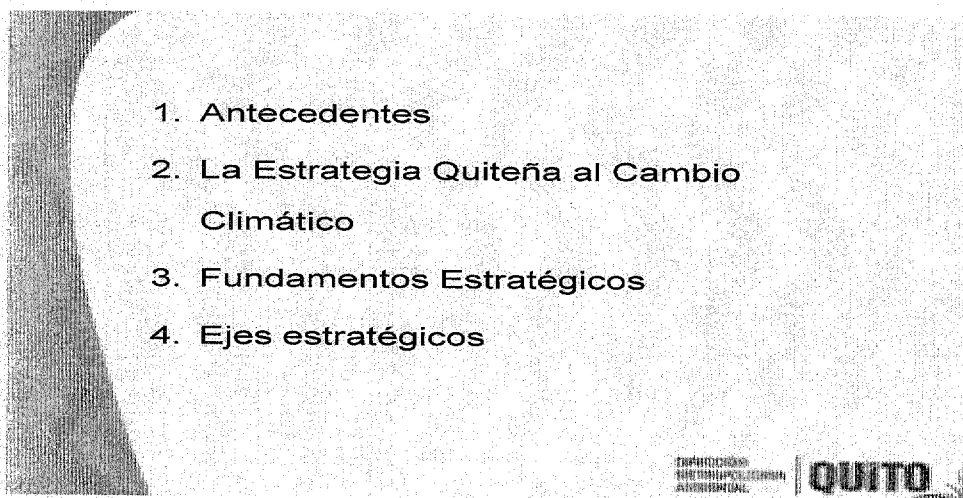 1. Antecedentes
2. La Estrategia Quiteña al Cambio
Climático
3. Fundamentos Estratégicos
4. Ejes estratégicos
QUITO